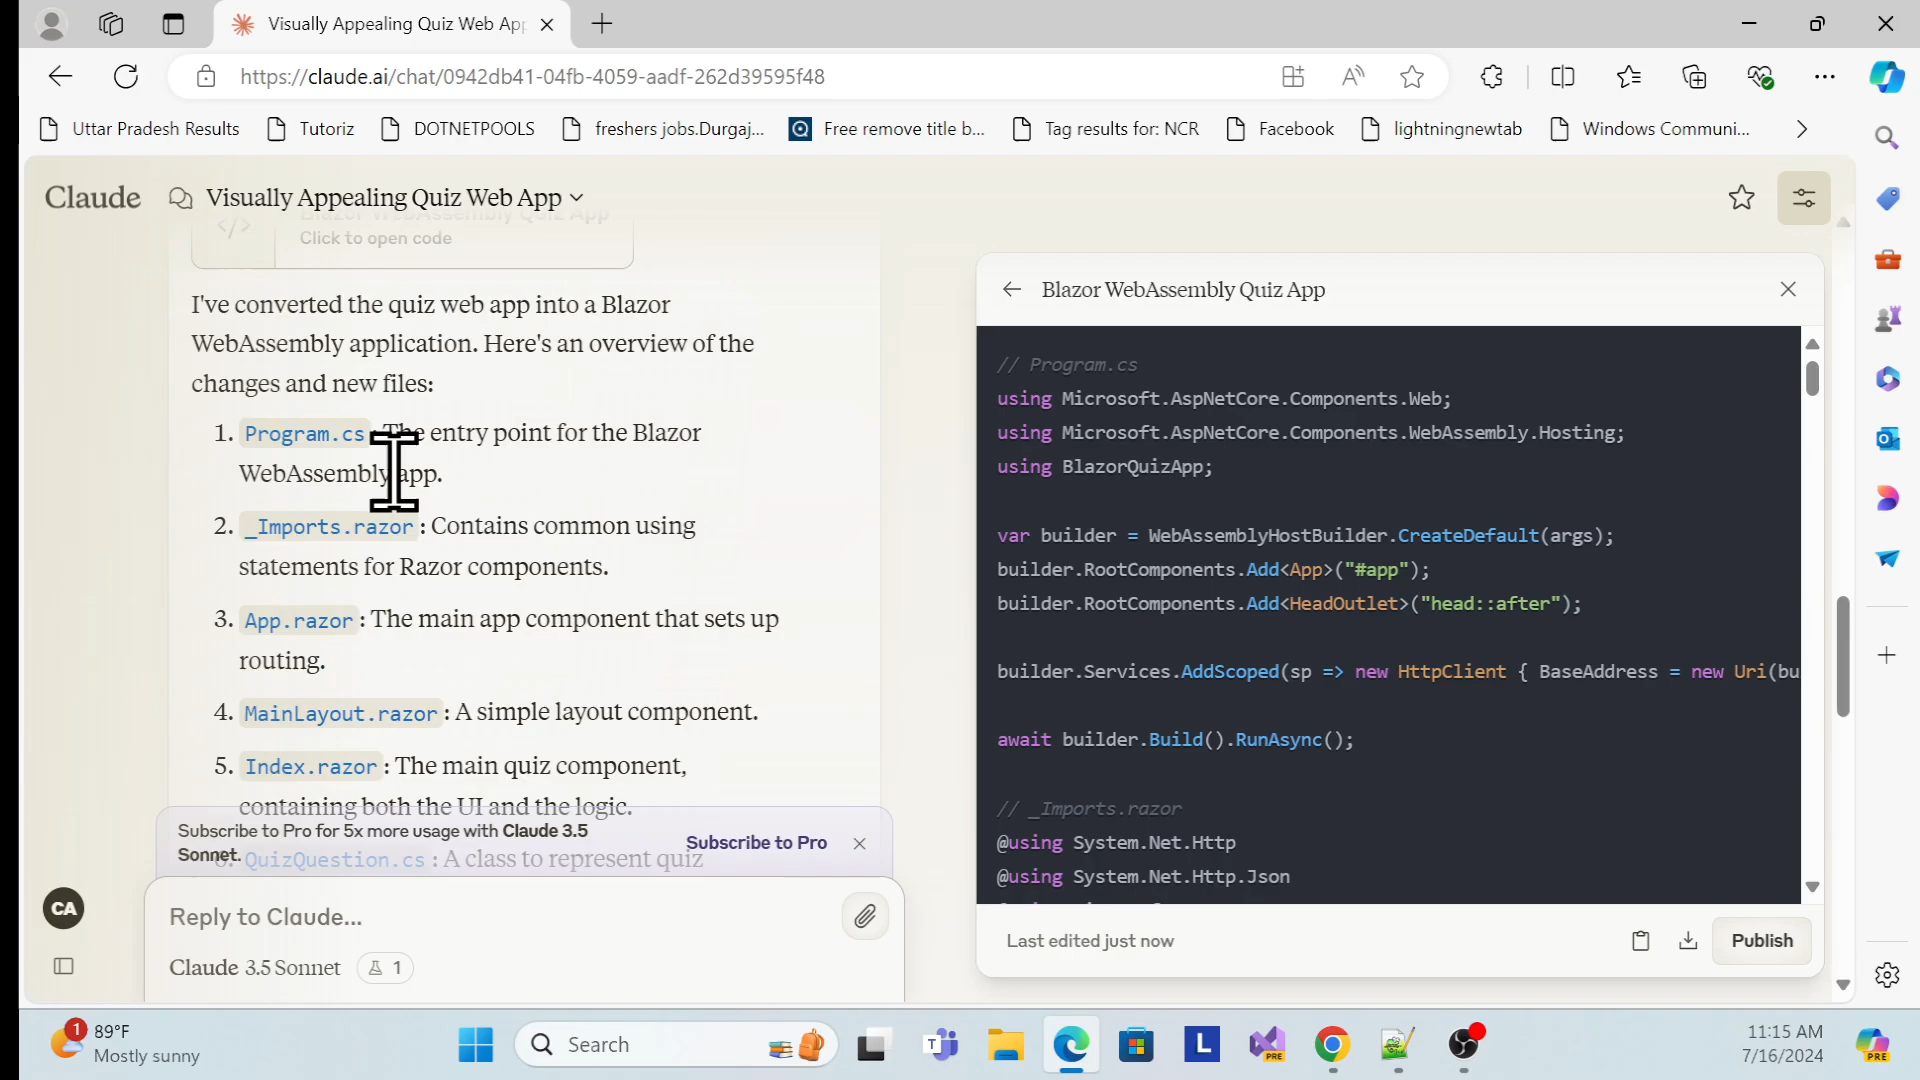 Visually Appealing Quiz Web App
https://claude.ai/chat/0942db41-04fb-4059-aadf-262d39595f48
Uttar Pradesh Results
Tutoriz
DOTNETPOOLS
freshers jobs.Durgaj...
Free remove title b...
Tag results for: NCR
Facebook
lightningnewtab
Windows Communi...
Claude
Visually Appealing Quiz Web App
Blazor WebAssembly Quiz App
Click to open code
I've converted the quiz web app into a Blazor
WebAssembly application. Here's an overview of the
changes and new files:
1. Program.cs: The entry point for the Blazor
WebAssembly app.
2. _Imports.razor: Contains common using
statements for Razor components.
3. App.razor: The main app component that sets up
routing.
4. MainLayout.razor: A simple layout component.
5. Index.razor: The main quiz component,
containing both the UI and the logic.
6. QuizQuestion.cs: A class to represent quiz
Subscribe to Pro for 5x more usage with Claude 3.5
Sonnet.
Subscribe to Pro
Reply to Claude...
Claude 3.5 Sonnet
1
CA
Blazor WebAssembly Quiz App
// Program.cs
using Microsoft.AspNetCore.Components.Web;
using Microsoft.AspNetCore.Components.WebAssembly.Hosting;
using BlazorQuizApp;
var builder = WebAssemblyHostBuilder.CreateDefault(args);
builder.RootComponents.Add<App>("#app");
builder.RootComponents.Add<HeadOutlet>("head::after");
builder.Services.AddScoped(sp => new HttpClient { BaseAddress = new Uri(bu
await builder.Build().RunAsync();
// _Imports.razor
@using System.Net.Http
@using System.Net.Http.Json
Last edited just now
Publish
1
89°F
Mostly sunny
Search
T
L
PRE
11:15 AM
7/16/2024
PRE